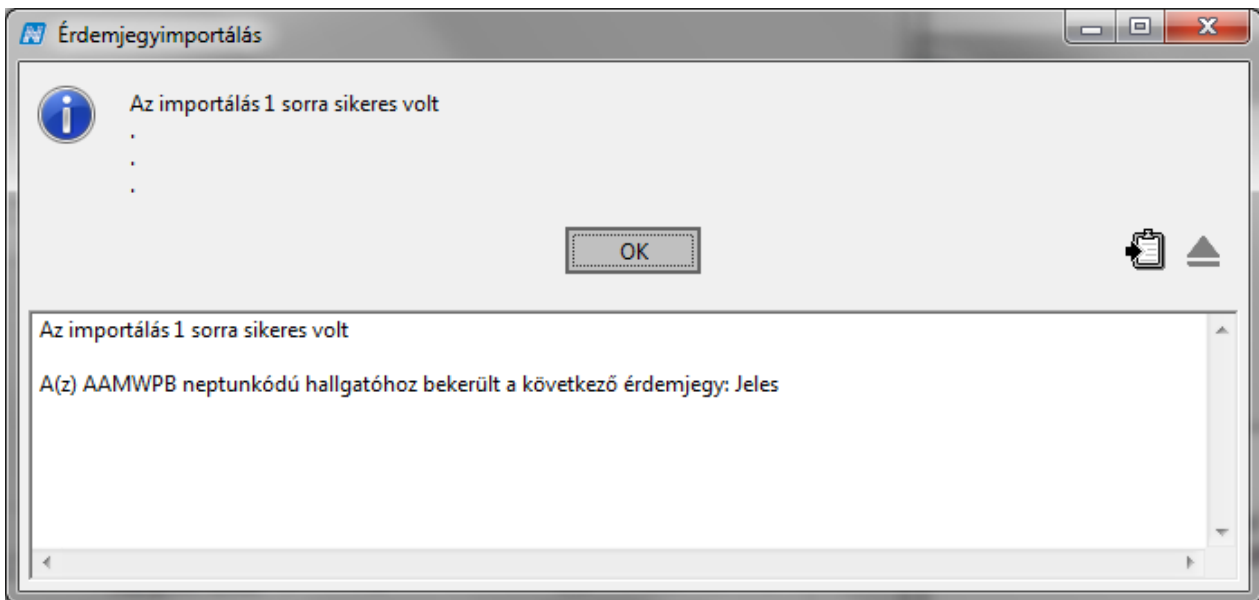 Érdemjegyimportálás
Az importálás 1 sorra sikeres volt
.
.
.
OK
Az importálás 1 sorra sikeres volt
A(z) AAMWPB neptunkódú hallgatóhoz bekerült a következő érdemjegy: Jeles